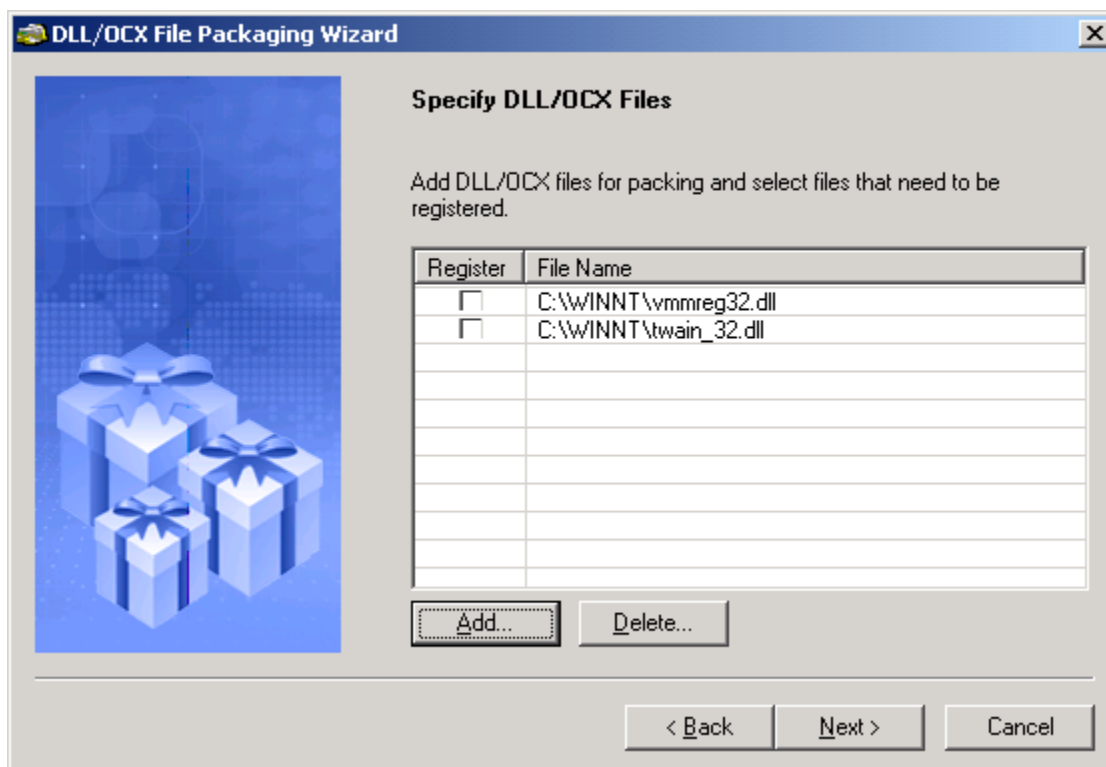 DLL/OCX File Packaging Wizard
Specify DLL/OCX Files
Add DLL/OCX files for packing and select files that need to be
registered.
Register File Name
C:\WINNT\vmmreg32.dll
C:\WINNT\twain_32.dll
Add... Delete...
< Back Next > Cancel